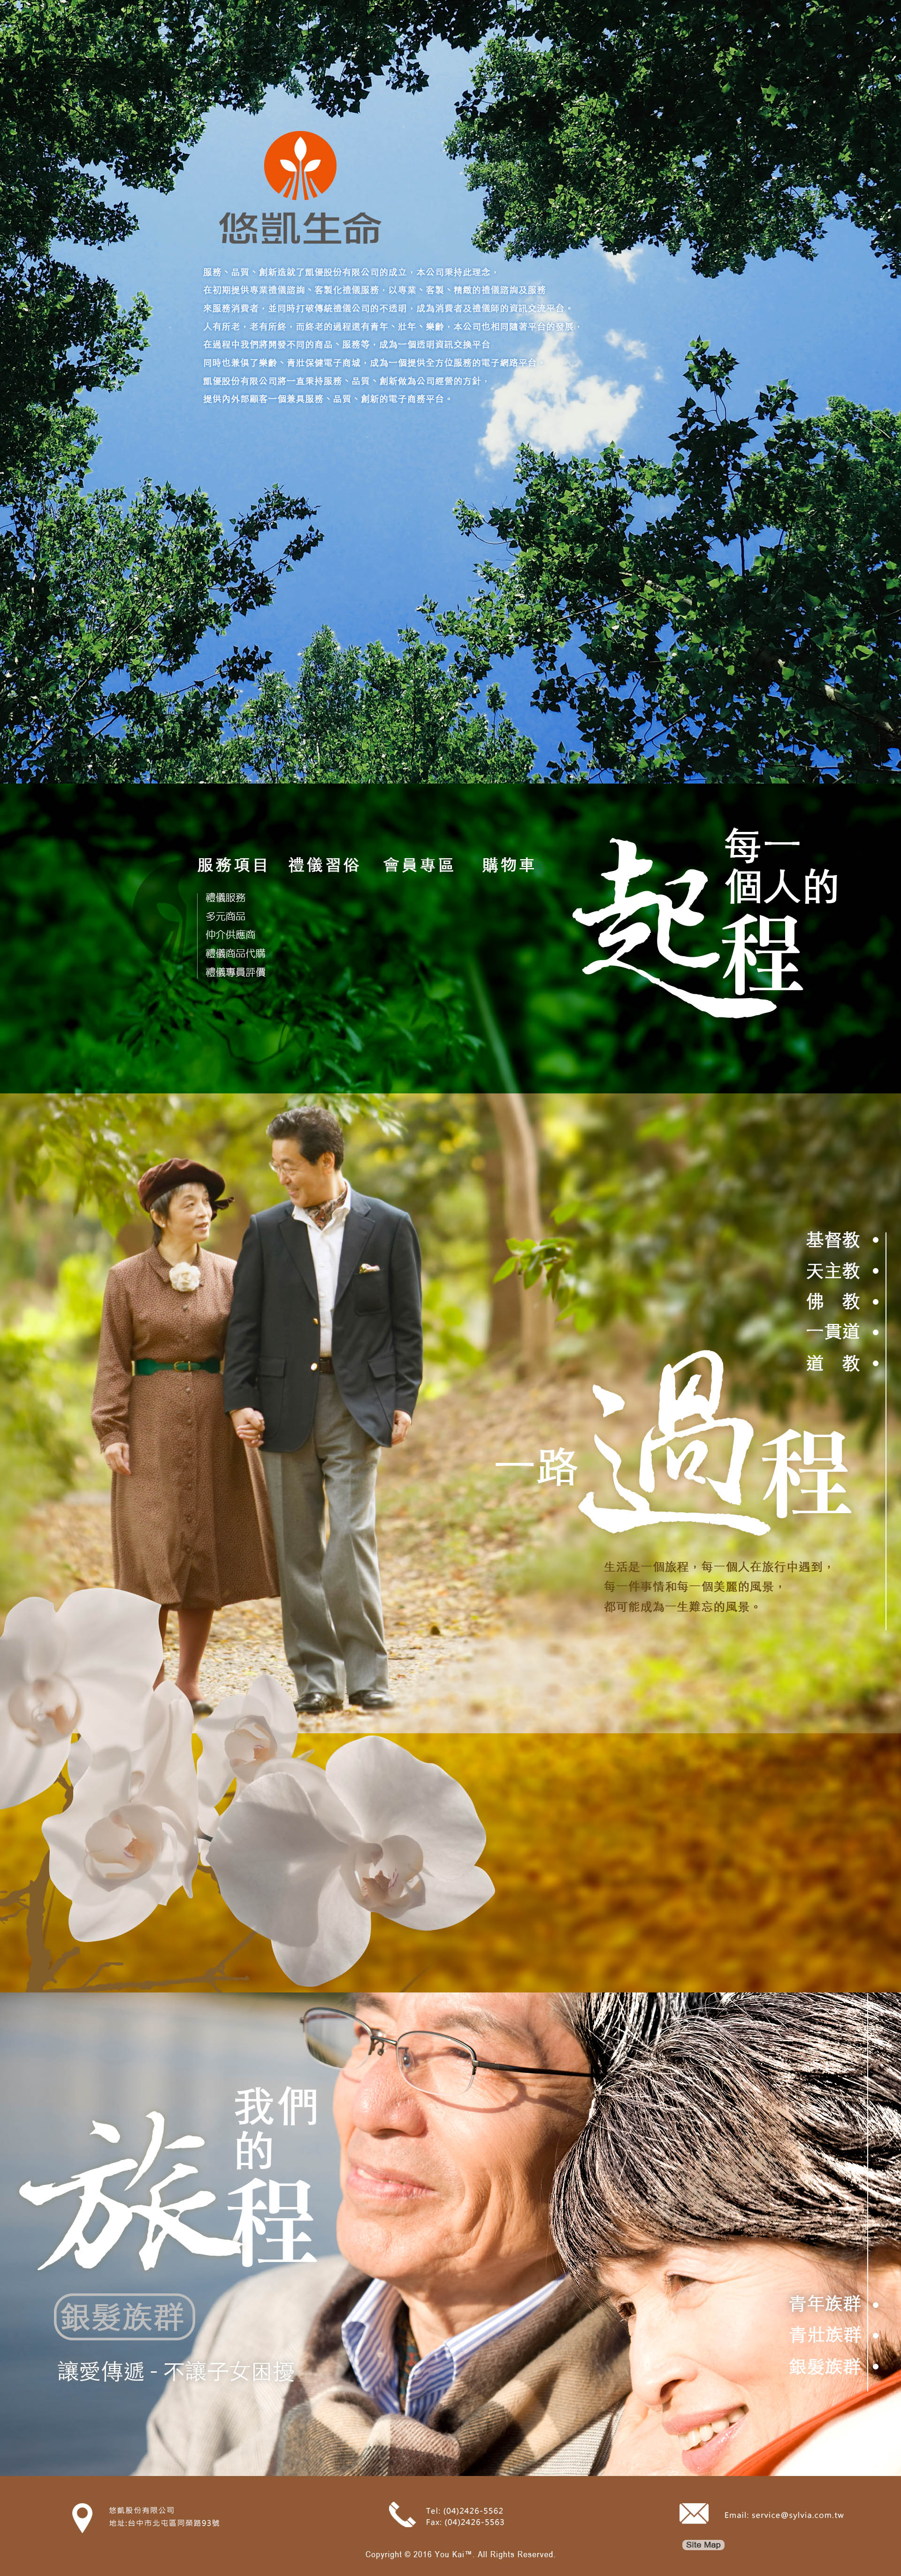 悠凱生命
服務、品質、創新造就了凱優股份有限公司的成立，本公司秉持此理念，
在初期提供專業禮儀諮詢、客製化禮儀服務，以專業、客製、精緻的禮儀諮詢及服務
來服務消費者，並同時打破傳統禮儀公司的不透明，成為消費者及禮儀師的資訊交流平台。
人有所老，老有所終，而終老的過程還有青年、壯年、樂齡，本公司也相同隨著平台的發展，
在過程中我們將開發不同的商品、服務等，成為一個透明資訊交換平台
同時也兼俱了樂齡、青壯保健電子商城，成為一個提供全方位服務的電子網路平台，
凱優股份有限公司將一直秉持服務、品質、創新做為公司經營的方針，
提供內外部顧客一個兼具服務、品質、創新的電子商務平台。
服務項目 禮儀習俗 會員專區 購物車
禮儀服務
多元商品
仲介供應商
禮儀商品代購
禮儀專員評價
每一
個人的
起程
基督教
天主教
佛 教
一貫道
道 教
一路過程
生活是一個旅程，每一個人在旅行中遇到，
每一件事情和每一個美麗的風景，
都可能成為一生難忘的風景。
我們
的
旅程
銀髮族群
讓愛傳遞 - 不讓子女困擾
青年族群
青壯族群
銀髮族群
悠凱股份有限公司
地址:台中市北屯區同榮路93號
Tel: (04)2426-5562
Fax: (04)2426-5563
Email: service@sylvia.com.tw
Site Map
Copyright © 2016 You Kai™. All Rights Reserved.